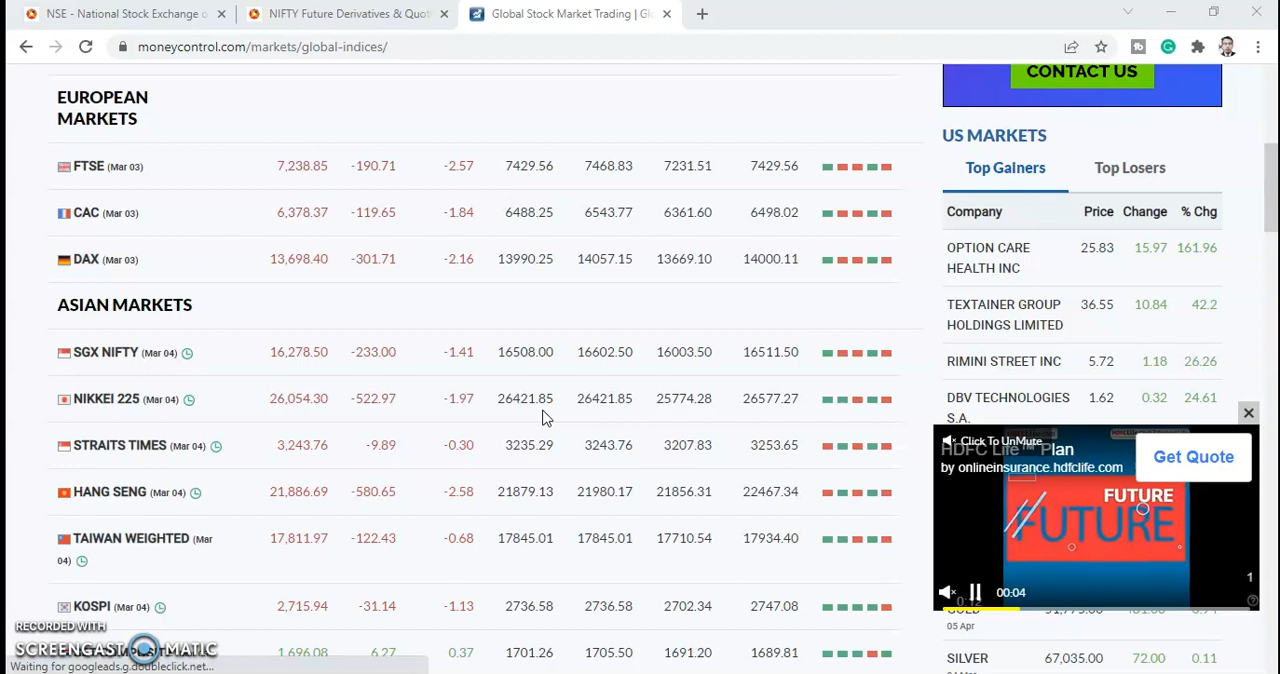 NSE - National Stock Exchange o
NIFTY Future Derivatives & Quot
Global Stock Market Trading | Gl
moneycontrol.com/markets/global-indices/
CONTACT US
EUROPEAN
MARKETS
FTSE (Mar 03) 7,238.85 -190.71 -2.57 7429.56 7468.83 7231.51 7429.56
CAC (Mar 03) 6,378.37 -119.65 -1.84 6488.25 6543.77 6361.60 6498.02
DAX (Mar 03) 13,698.40 -301.71 -2.16 13990.25 14057.15 13669.10 14000.11
ASIAN MARKETS
SGX NIFTY (Mar 04) 16,278.50 -233.00 -1.41 16508.00 16602.50 16003.50 16511.50
NIKKEI 225 (Mar 04) 26,054.30 -522.97 -1.97 26421.85 26421.85 25774.28 26577.27
STRAITS TIMES (Mar 04) 3,243.76 -9.89 -0.30 3235.29 3243.76 3207.83 3253.65
HANG SENG (Mar 04) 21,886.69 -580.65 -2.58 21879.13 21980.17 21856.31 22467.34
TAIWAN WEIGHTED (Mar 17,811.97 -122.43 -0.68 17845.01 17845.01 17710.54 17934.40
04)
KOSPI (Mar 04) 2,715.94 -31.14 -1.13 2736.58 2736.58 2702.34 2747.08
1,696.08 6.27 0.37 1701.26 1705.50 1691.20 1689.81
RECORDED WITH
SCREENCAST MATIC
Waiting for googleads.g.doubleclick.net...
US MARKETS
Top Gainers Top Losers
Company Price Change % Chg
OPTION CARE 25.83 15.97 161.96
HEALTH INC
TEXTAINER GROUP 36.55 10.84 42.2
HOLDINGS LIMITED
RIMINI STREET INC 5.72 1.18 26.26
DBV TECHNOLOGIES 1.62 0.32 24.61
S.A.
Click To UnMute
HDFC Life Plan
by onlineinsurance.hdfclife.com
Get Quote
FUTURE
FUTURE
00:04
1
05 Apr
SILVER 67,035.00 72.00 0.11